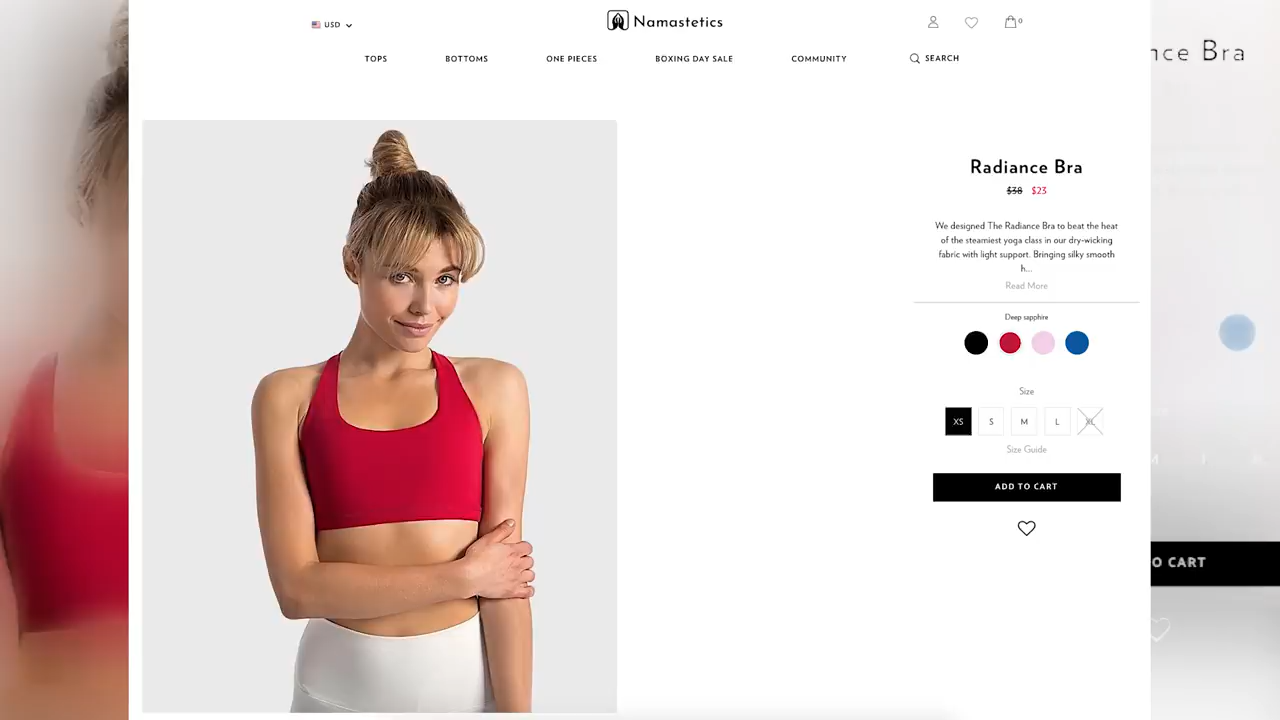 USD
Namastetics
0
TOPS BOTTOMS ONE PIECES BOXING DAY SALE COMMUNITY SEARCH
nce Bra
Radiance Bra
$38 $23
We designed The Radiance Bra to beat the heat
of the steamiest yoga class in our dry-wicking
fabric with light support. Bringing silky smooth
h...
Read More
Deep sapphire
Size
XS S M L XL
Size Guide
ADD TO CART
O CART